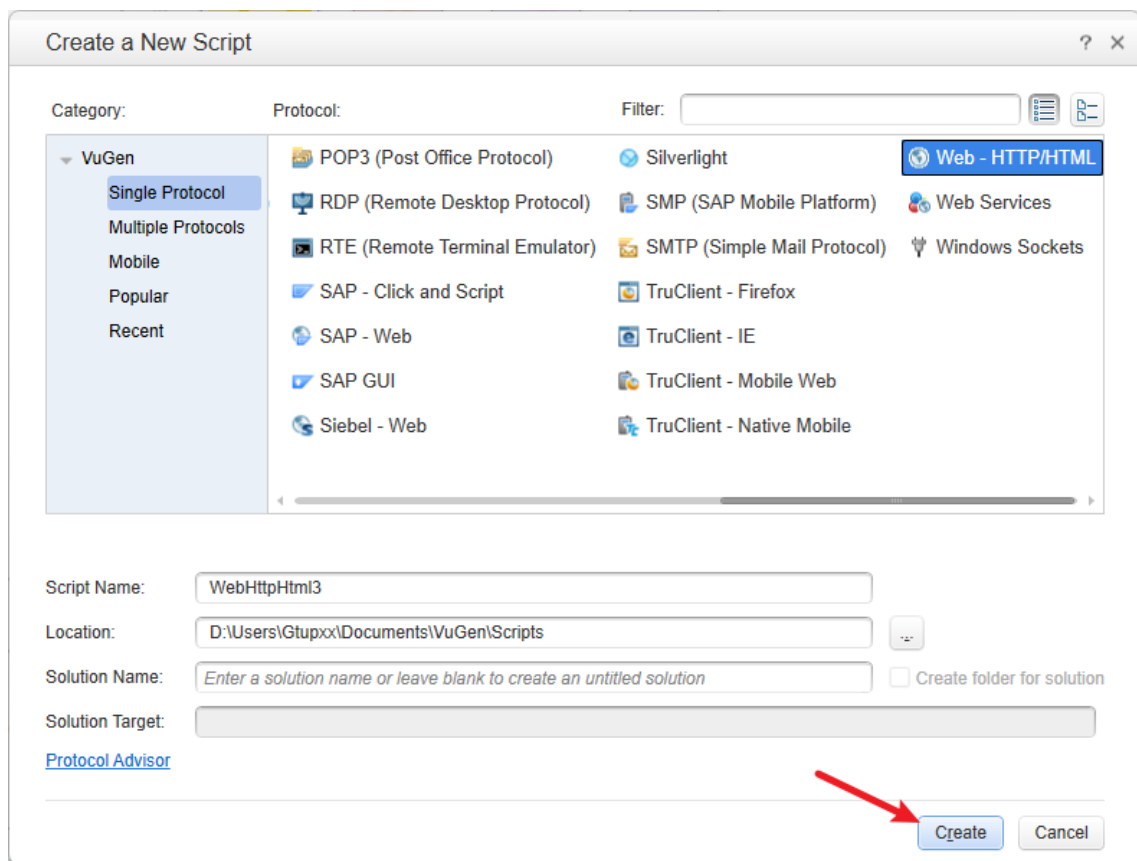 Create a New Script
?
Category:
Protocol:
Filter:
VuGen
Single Protocol
Multiple Protocols
Mobile
Popular
Recent
POP3 (Post Office Protocol)
RDP (Remote Desktop Protocol)
RTE (Remote Terminal Emulator)
SAP - Click and Script
SAP - Web
SAP GUI
Siebel - Web
Silverlight
SMP (SAP Mobile Platform)
SMTP (Simple Mail Protocol)
TruClient - Firefox
TruClient - IE
TruClient - Mobile Web
TruClient - Native Mobile
Web - HTTP/HTML
Web Services
Windows Sockets
Script Name: WebHttpHtml3
Location: D:\Users\Gtupxx\Documents\VuGen\Scripts
...
Solution Name: Enter a solution name or leave blank to create an untitled solution
Create folder for solution
Solution Target:
Protocol Advisor
Create
Cancel